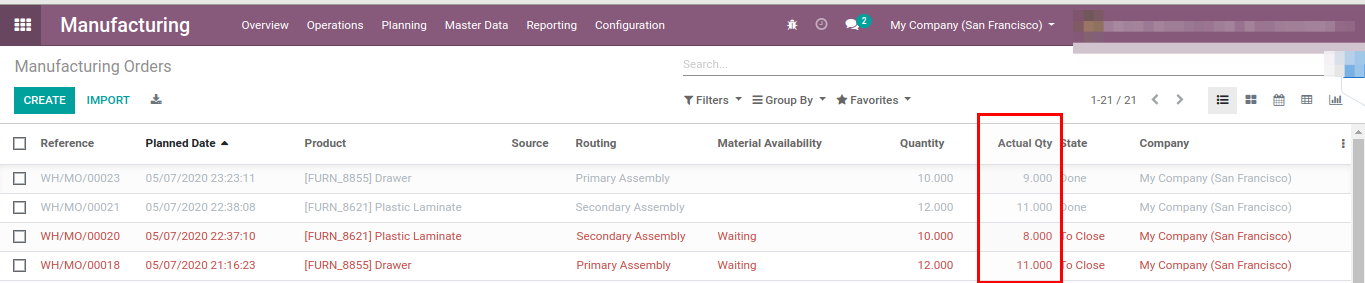 Manufacturing Overview Operations Planning Master Data Reporting Configuration 2 My Company (San Francisco)
Manufacturing Orders Search...
CREATE IMPORT Filters Group By Favorites 1-21 / 21
Reference Planned Date Product Source Routing Material Availability Quantity Actual Qty State Company
WH/MO/00023 05/07/2020 23:23:11 [FURN_8855] Drawer Primary Assembly 10.000 9.000 Done My Company (San Francisco)
WH/MO/00021 05/07/2020 22:38:08 [FURN_8621] Plastic Laminate Secondary Assembly 12.000 11.000 Done My Company (San Francisco)
WH/MO/00020 05/07/2020 22:37:10 [FURN_8621] Plastic Laminate Secondary Assembly Waiting 10.000 8.000 To Close My Company (San Francisco)
WH/MO/00018 05/07/2020 21:16:23 [FURN_8855] Drawer Primary Assembly Waiting 12.000 11.000 To Close My Company (San Francisco)